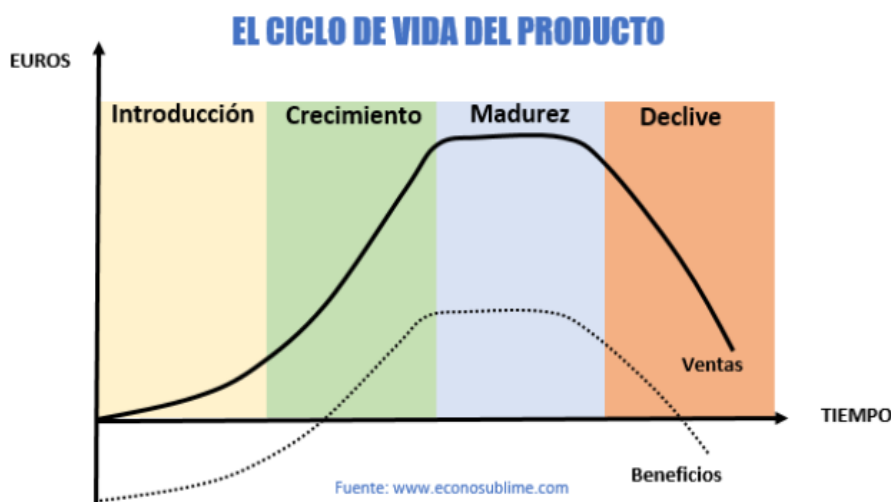 EL CICLO DE VIDA DEL PRODUCTO
EUROS
Introducción
Crecimiento
Madurez
Declive
Ventas
TIEMPO
Beneficios
Fuente: www.econosublime.com